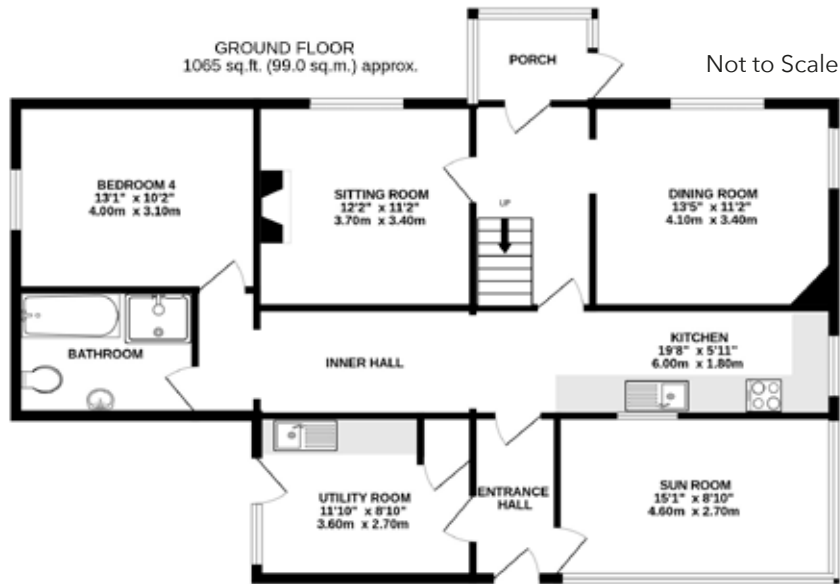 GROUND FLOOR
1065 sq.ft. (99.0 sq.m.) approx.
PORCH
Not to Scale
BEDROOM 4
13'1" x 10'2"
4.00m x 3.10m
SITTING ROOM
12'2" x 11'2"
3.70m x 3.40m
UP
DINING ROOM
13'5" x 11'2"
4.10m x 3.40m
BATHROOM
INNER HALL
KITCHEN
19'8" x 5'11"
6.00m x 1.80m
UTILITY ROOM
11'10" x 8'10"
3.60m x 2.70m
ENTRANCE
HALL
SUN ROOM
15'1" x 8'10"
4.60m x 2.70m